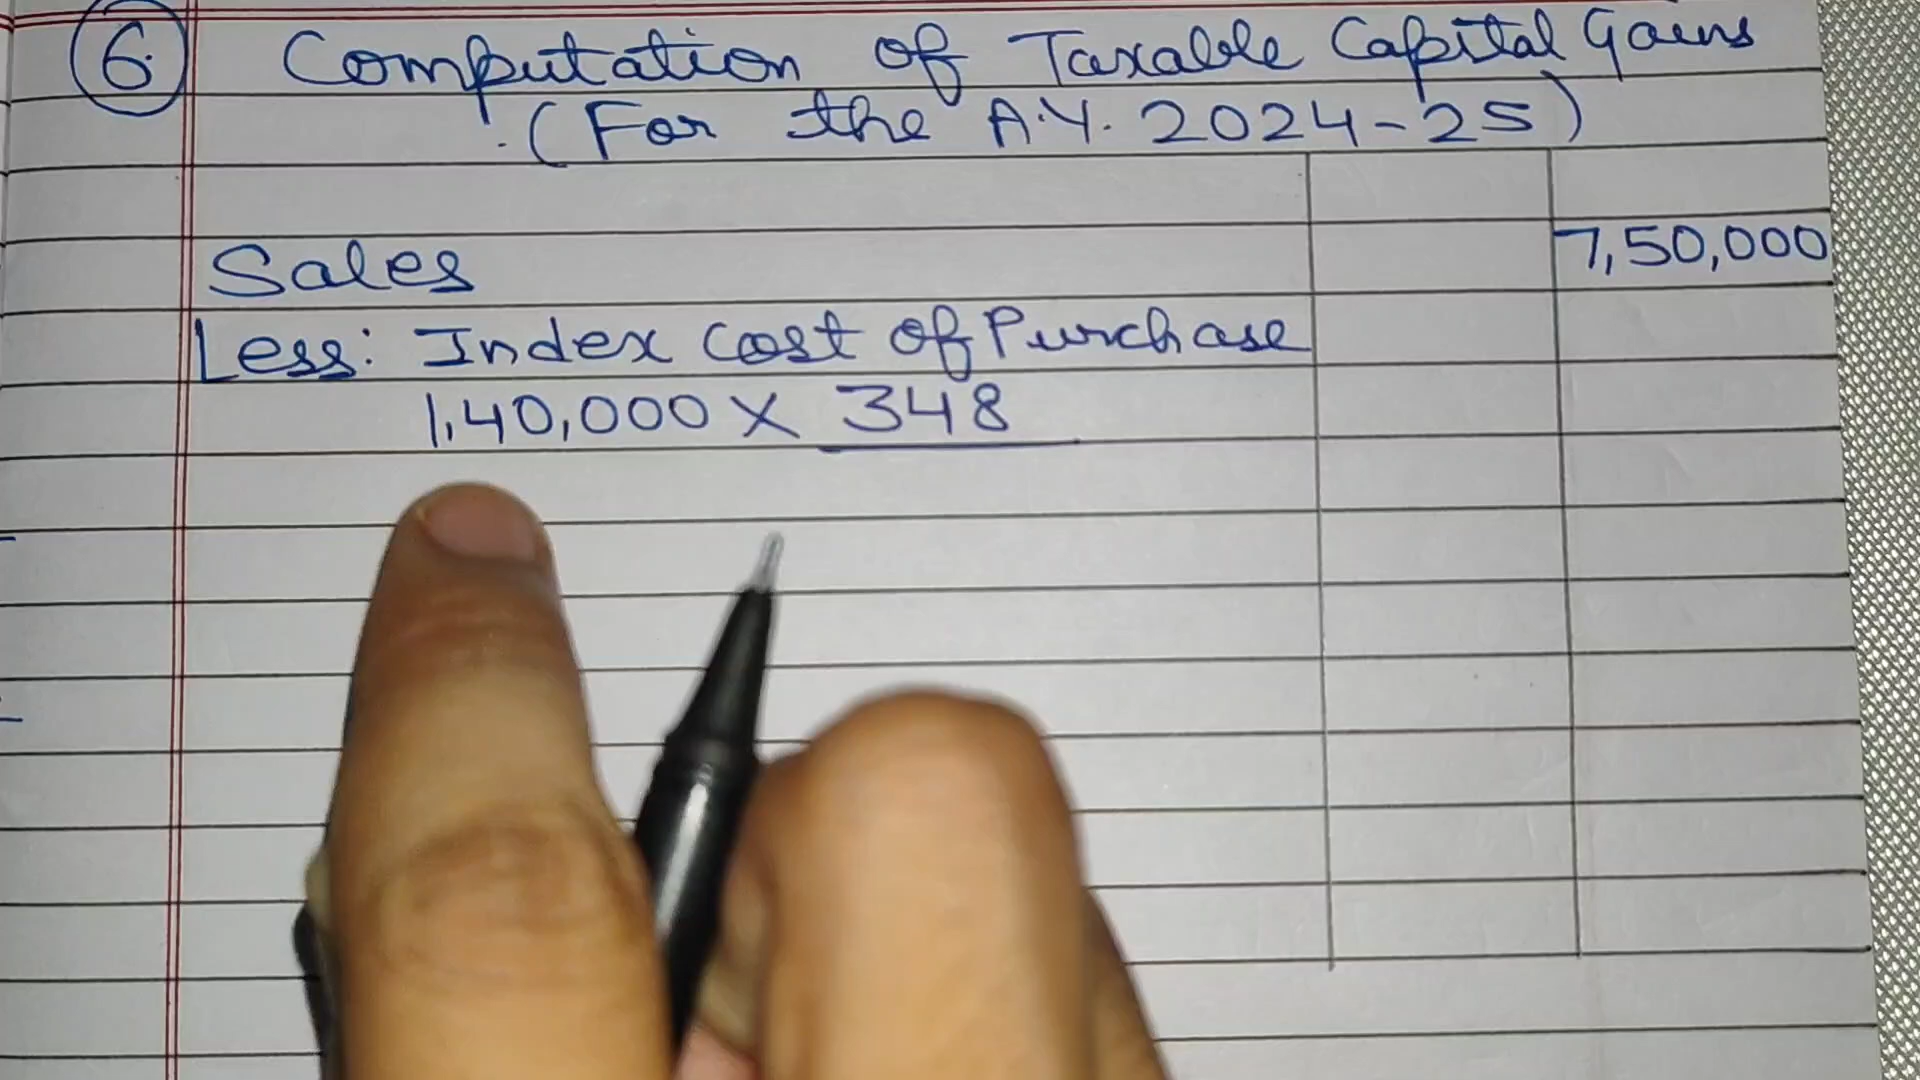 6. Computation of Taxable Capital Gains
(For the A.Y. 2024-25)
Sales 7,50,000
Less: Index cost of Purchase
1,40,000 X 348